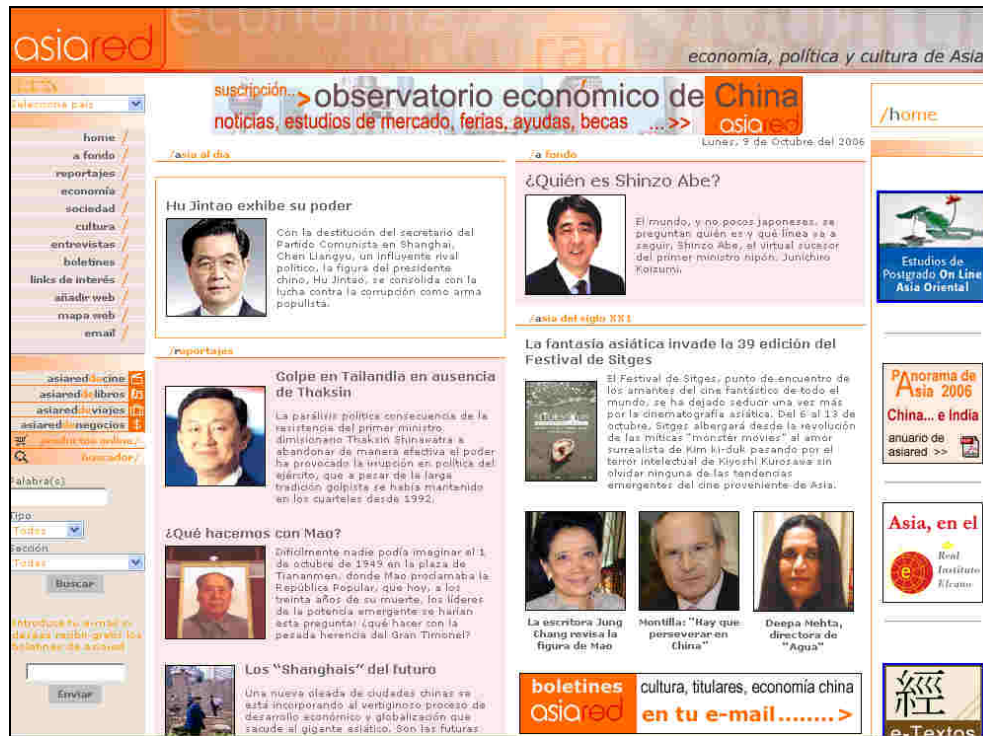 asiared
economía, política y cultura de Asia
Selecciona país
home /
a fondo /
reportajes /
economía /
sociedad /
cultura /
entrevistas /
boletines /
links de interés /
añadir web /
mapa web /
email /
asiareddecine
asiareddelibros
asiareddeviajes
asiareddenegocios
productos online/
buscador/
Palabra(s)
Tipo
Todos
Sección
Todas
Buscar
Introduce tu e-mail si
deseas recibir gratis los
boletines de asiared
Enviar
suscripción...>observatorio económico de China
noticias, estudios de mercado, ferias, ayudas, becas ...>> asiared
Lunes, 9 de Octubre del 2006
/asia al día
Hu Jintao exhibe su poder
Con la destitución del secretario del
Partido Comunista en Shanghai,
Chen Liangyu, un influyente rival
político, la figura del presidente
chino, Hu Jintao, se consolida con la
lucha contra la corrupción como arma
populista.
/reportajes
Golpe en Tailandia en ausencia
de Thaksin
La parálisis política consecuencia de la
resistencia del primer ministro
dimisionano Thaksin Shinawatra a
abandonar de manera efectiva el poder
ha provocado la irrupción en política del
ejército, que a pesar de la larga
tradición golpista se había mantenido
en los cuarteles desde 1992.
¿Qué hacemos con Mao?
Difícilmente nadie podía imaginar el 1
de octubre de 1949 en la plaza de
Tiananmen, donde Mao proclamaba la
República Popular, que hoy, a los
treinta años de su muerte, los líderes
de la potencia emergente se harían
esta pregunta: ¿qué hacer con la
pesada herencia del Gran Timonel?
Los "Shanghais" del futuro
Una nueva oleada de ciudades chinas se
está incorporando al vertiginoso proceso de
desarrollo económico y globalización que
sacude al gigante asiático. Son las futuras
/a fondo
¿Quién es Shinzo Abe?
El mundo, y no pocos japoneses, se
preguntan quién es y qué línea va a
seguir, Shinzo Abe, el virtual sucesor
del primer ministro nipón, Junichiro
Koizumi.
/asia del siglo XXI
La fantasía asiática invade la 39 edición del
Festival de Sitges
El Festival de Sitges, punto de encuentro de
los amantes del cine fantástico de todo el
mundo, se ha dejado seducir una vez más
por la cinematografía asiática. Del 6 al 13 de
octubre, Sitges albergará desde la revolución
de las míticas "monster movies" al amor
surrealista de Kim ki-duk pasando por el
terror intelectual de Kiyoshi Kurosawa sin
olvidar ninguna de las tendencias
emergentes del cine proveniente de Asia.
La escritora Jung
Chang revisa la
figura de Mao
Montilla: "Hay que
perseverar en
China"
Deepa Mehta,
directora de
"Agua"
boletines
asiared
cultura, titulares, economía china
en tu e-mail........>
/home
Estudios de
Postgrado On Line
Asia Oriental
PAnorama de
Asia 2006
China... e India
anuario de
asiared >>
Asia, en el
Real
Instituto
Elcano
經
e-Textos